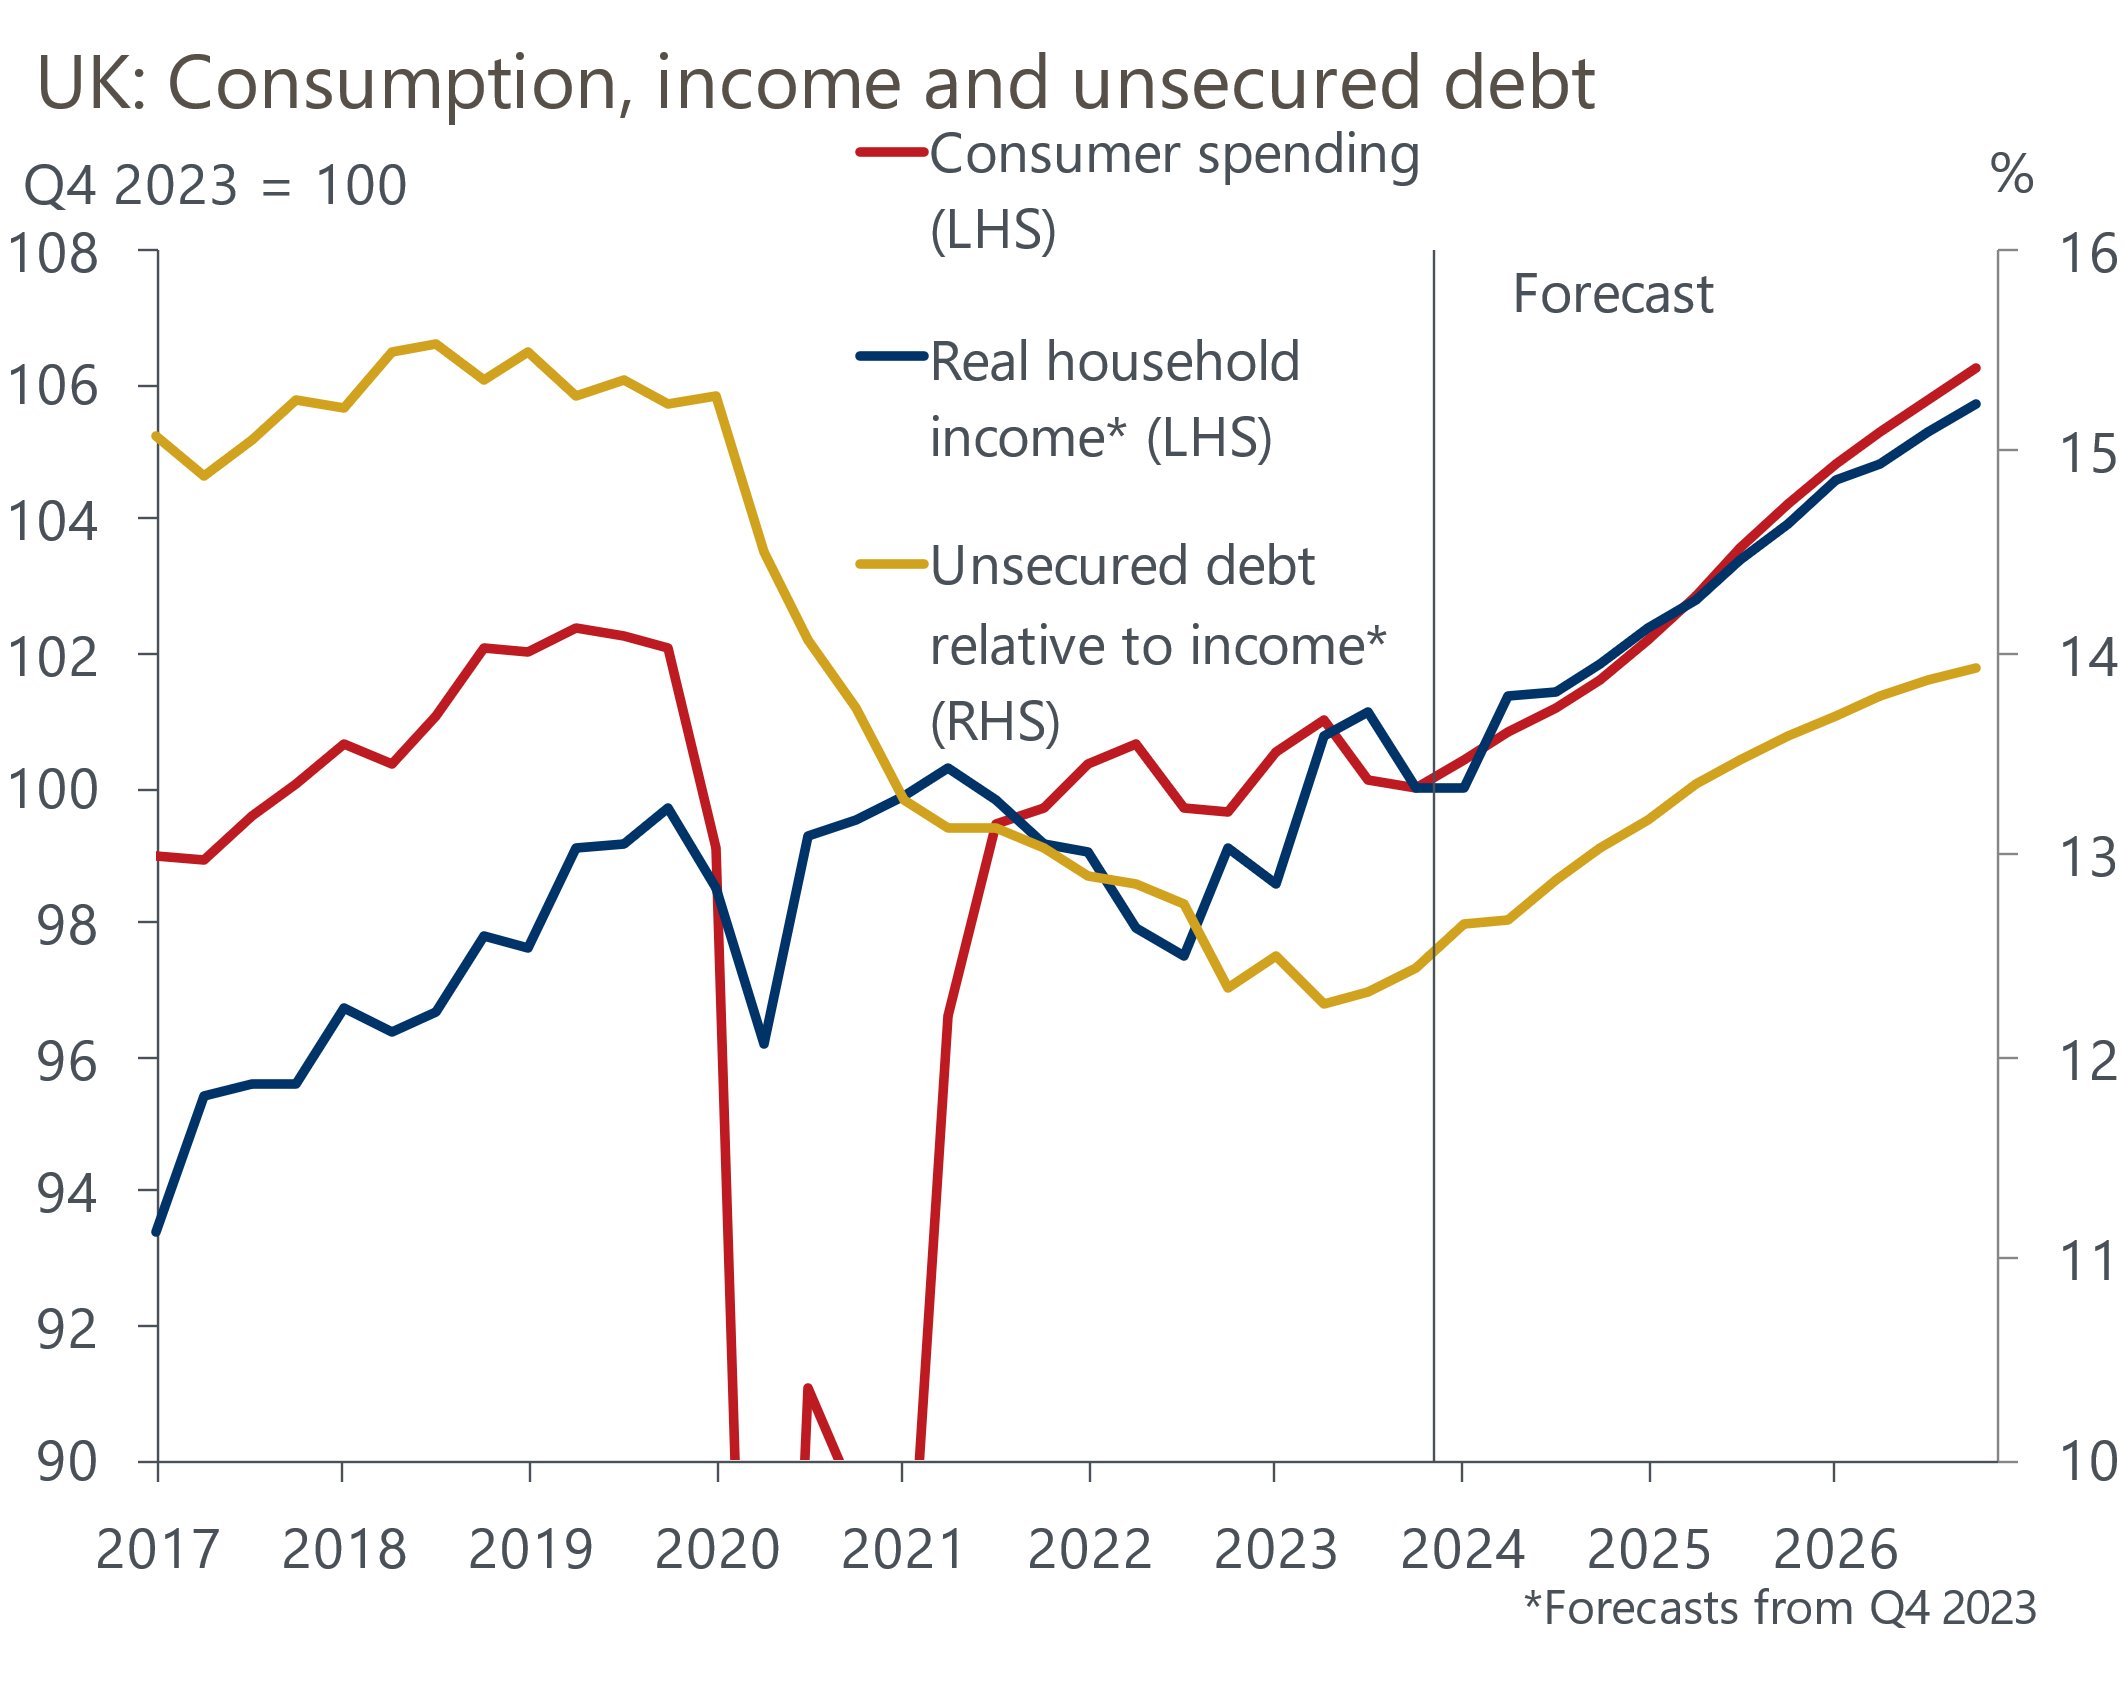 UK: Consumption, income and unsecured debt
Q4 2023 = 100
%
Consumer spending
(LHS)
Real household
income* (LHS)
Unsecured debt
relative to income*
(RHS)
Forecast
108
106
104
102
100
98
96
94
92
90
16
15
14
13
12
11
10
2017 2018 2019 2020 2021 2022 2023 2024 2025 2026
*Forecasts from Q4 2023